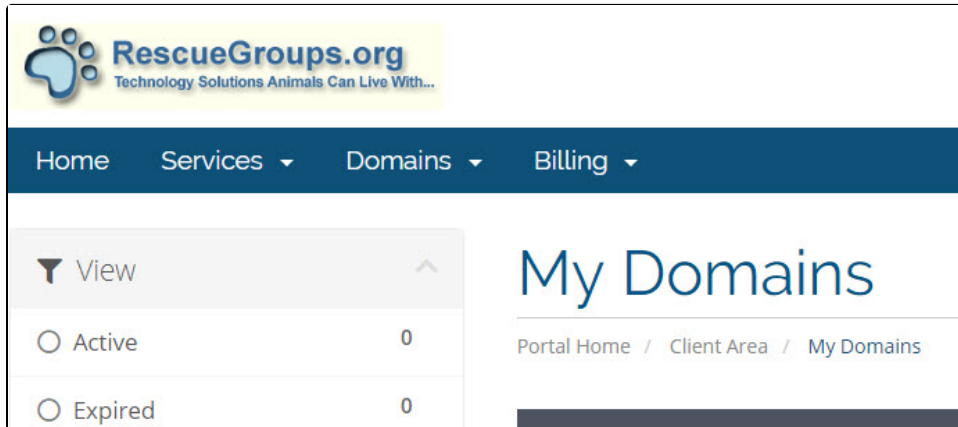 RescueGroups.org
Technology Solutions Animals Can Live With...
Home Services Domains Billing
View
Active 0
Expired 0
My Domains
Portal Home / Client Area / My Domains